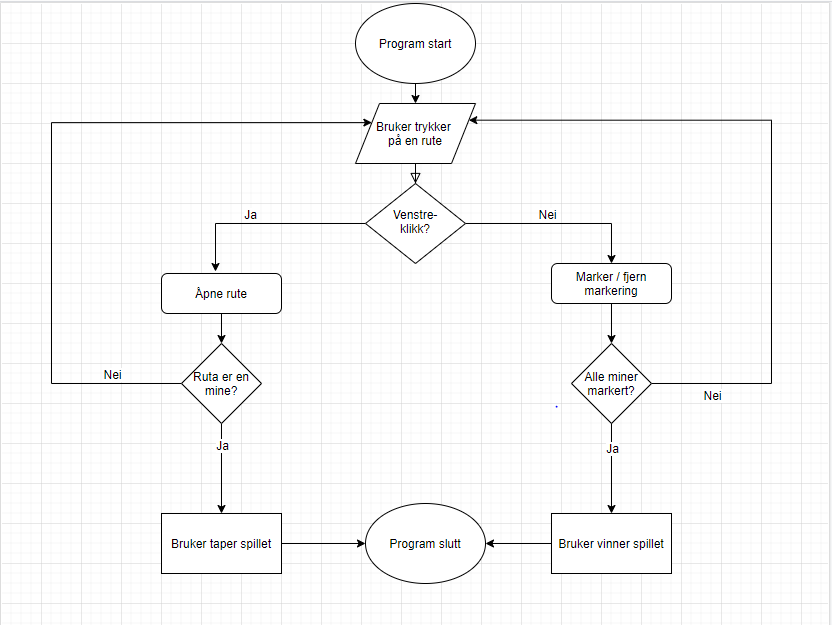 Program start
Bruker trykker
på en rute
Venstre-
klikk?
Ja
Nei
Åpne rute
Marker / fjern
markering
Ruta er en
mine?
Nei
Alle miner
markert?
Nei
Ja
Ja
Bruker taper spillet
Program slutt
Bruker vinner spillet